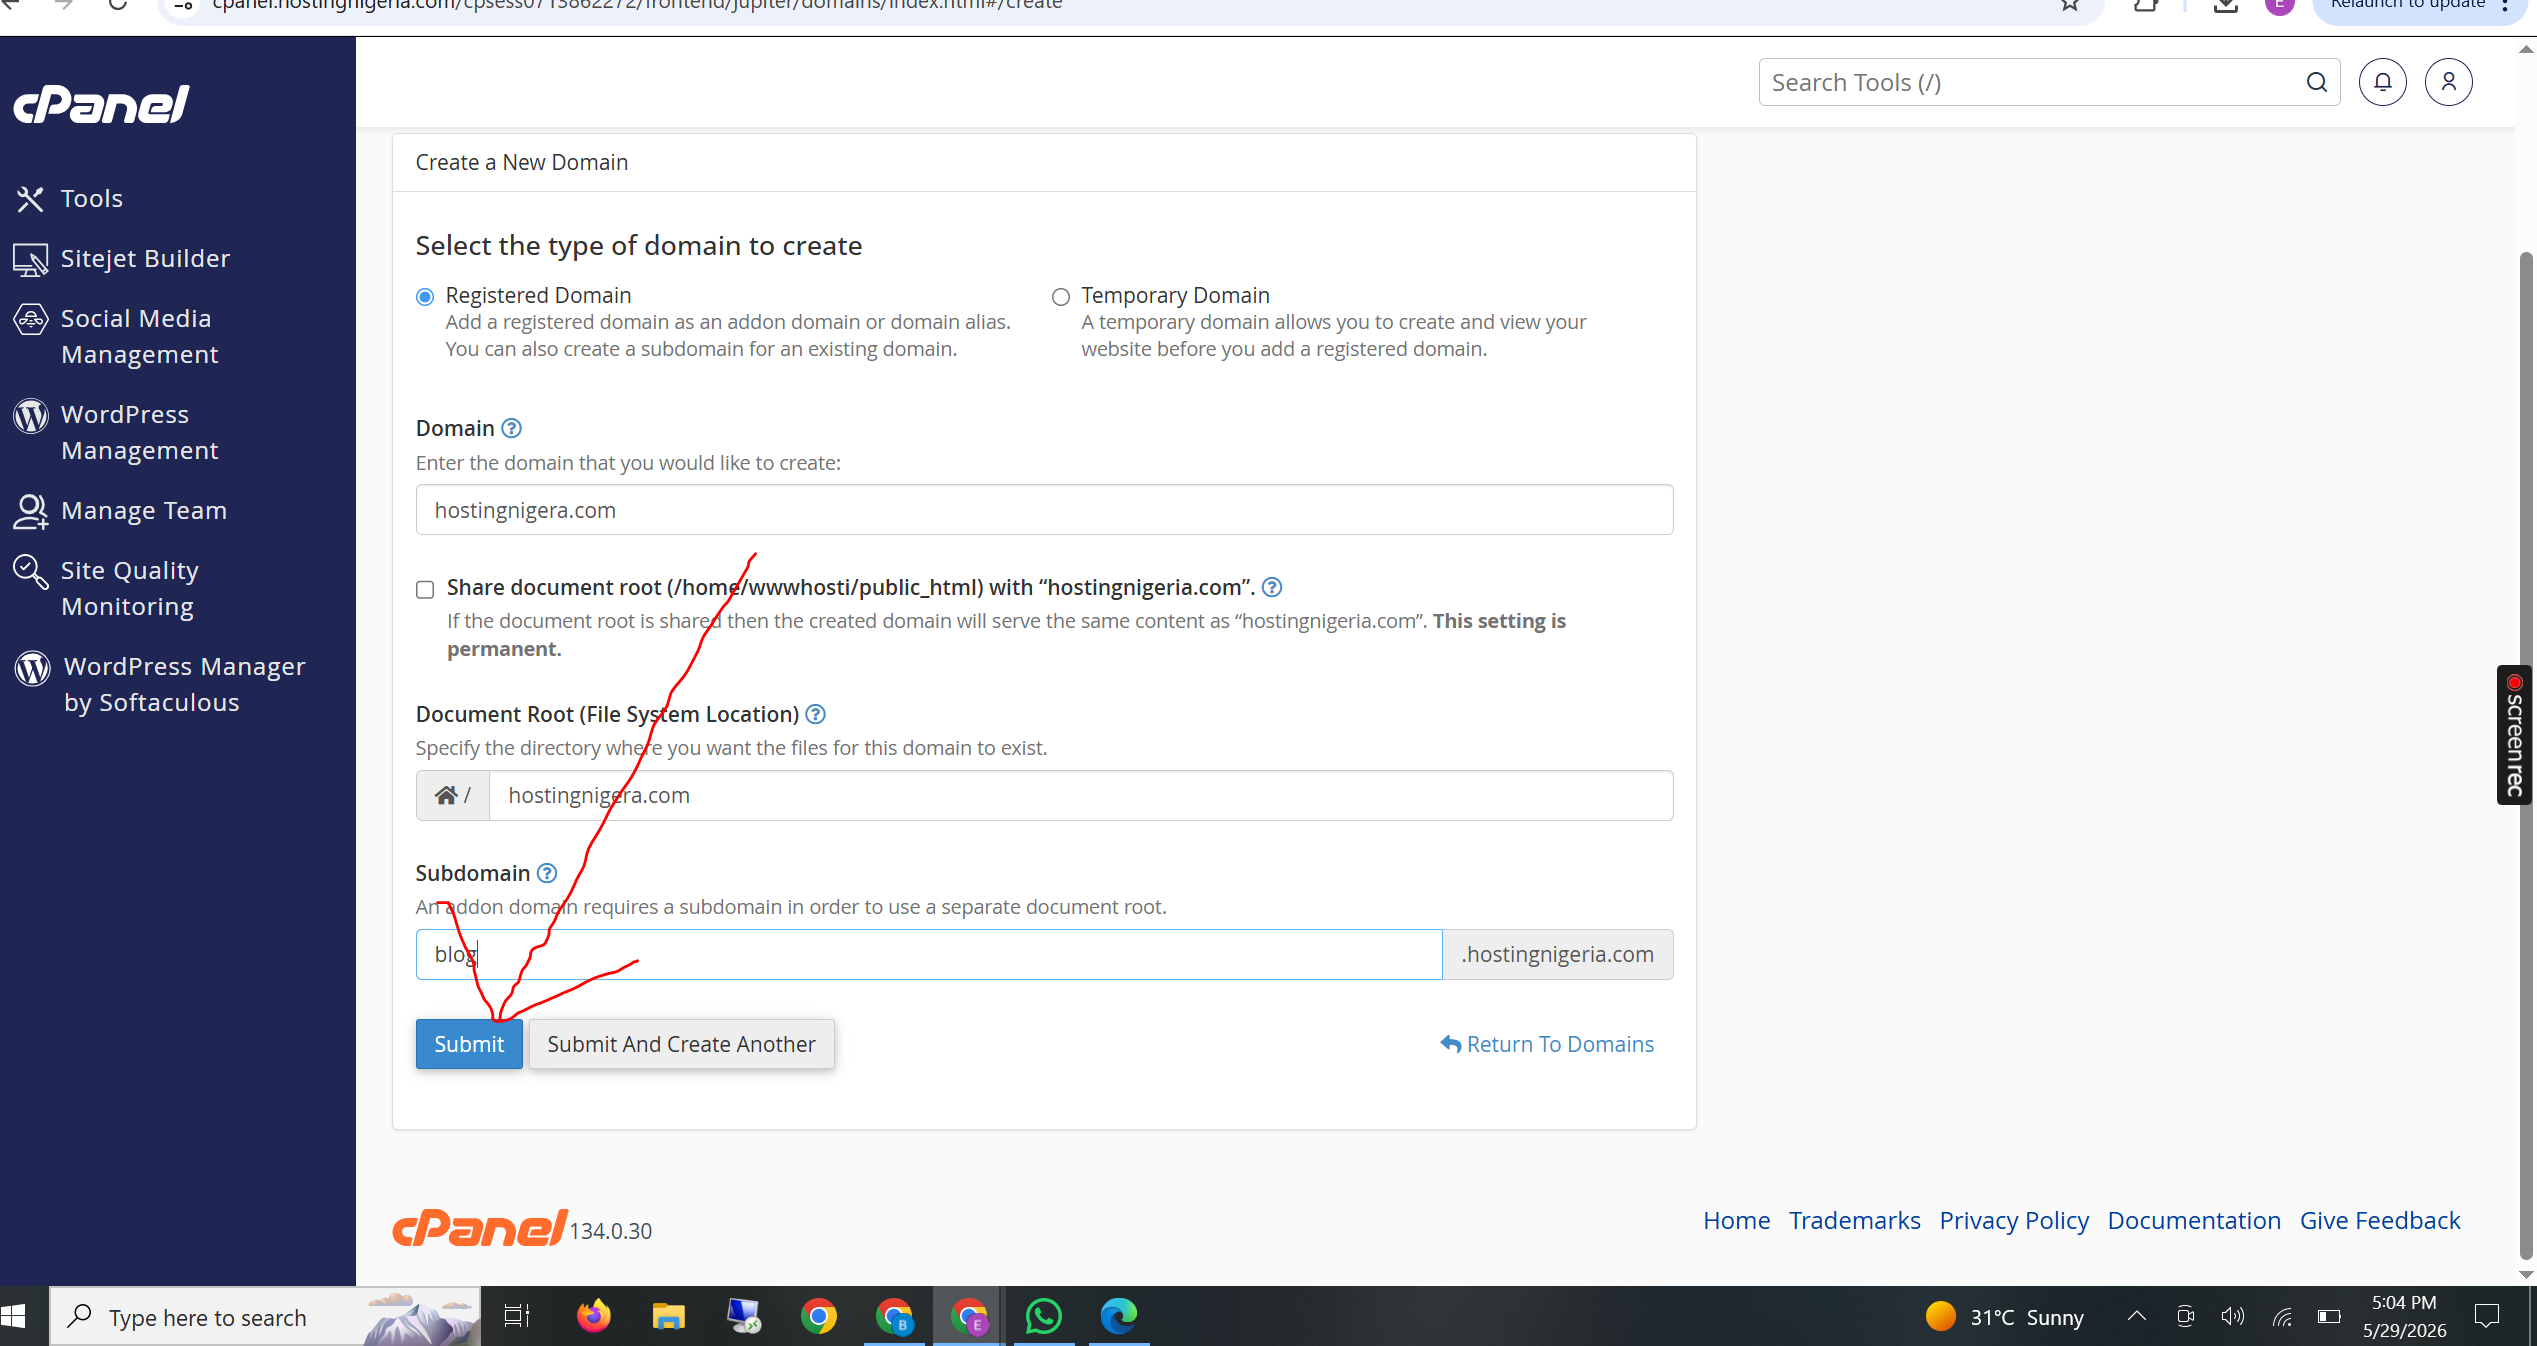 cpanel.hostingnigeria.com/cpsess0713862272/frontend/jupiter/domains/index.html#/create
E
Relaunch to update
cPanel
Search Tools (/)
Tools
Sitejet Builder
Social Media
Management
WordPress
Management
Manage Team
Site Quality
Monitoring
WordPress Manager
by Softaculous
Create a New Domain
Select the type of domain to create
Registered Domain
Add a registered domain as an addon domain or domain alias.
You can also create a subdomain for an existing domain.
Temporary Domain
A temporary domain allows you to create and view your
website before you add a registered domain.
Domain
Enter the domain that you would like to create:
hostingnigera.com
Share document root (/home/wwwhosti/public_html) with “hostingnigeria.com”.
If the document root is shared then the created domain will serve the same content as “hostingnigeria.com”. This setting is
permanent.
Document Root (File System Location)
Specify the directory where you want the files for this domain to exist.
/
hostingnigera.com
Subdomain
An addon domain requires a subdomain in order to use a separate document root.
blog
.hostingnigeria.com
Submit
Submit And Create Another
Return To Domains
screenrec
cPanel 134.0.30
Home Trademarks Privacy Policy Documentation Give Feedback
Type here to search
B
E
31°C Sunny
5:04 PM
5/29/2026